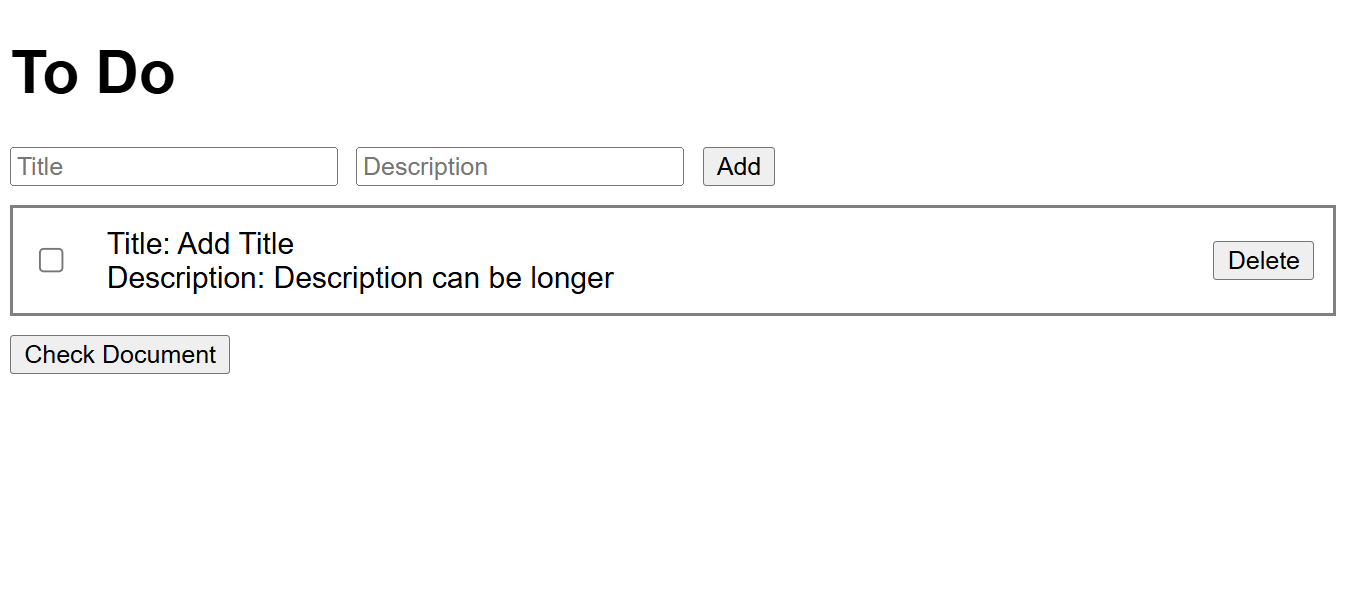 To Do
Title Description Add
Title: Add Title
Description: Description can be longer
Delete
Check Document